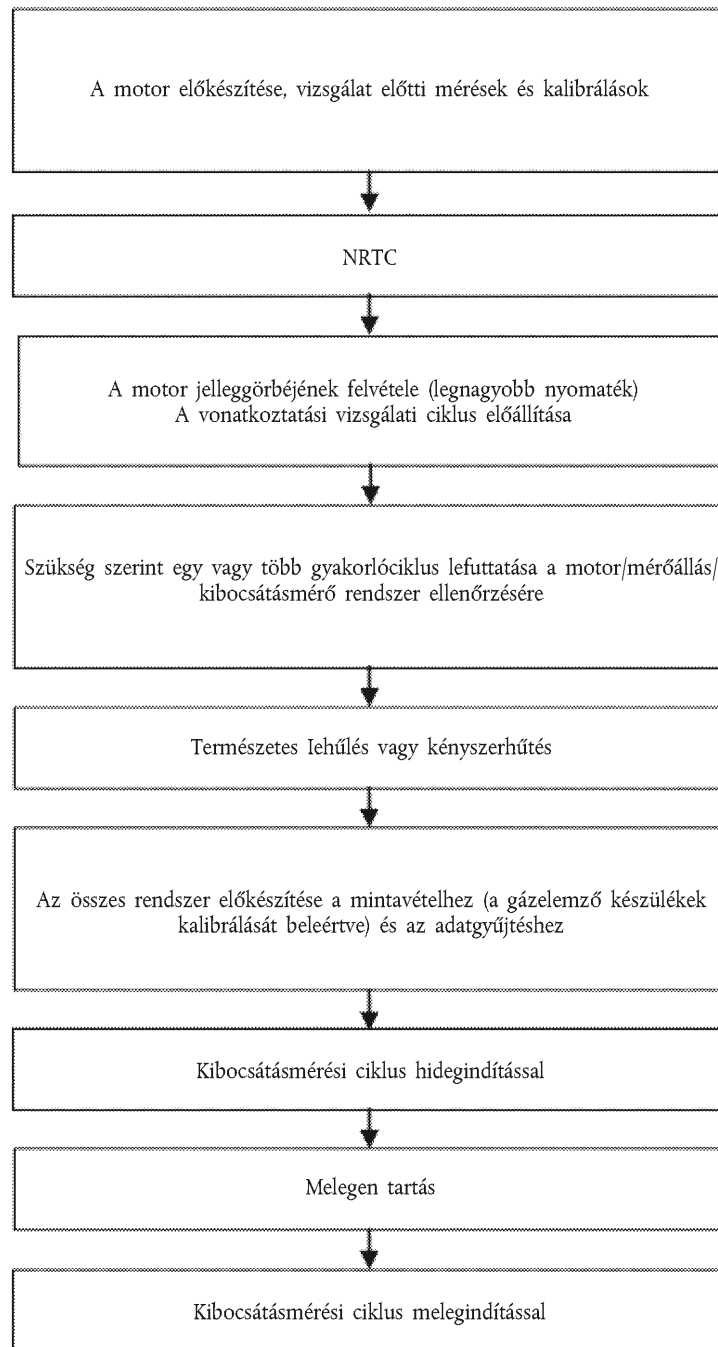 A motor előkészítése, vizsgálat előtti mérések és kalibrálások
NRTC
A motor jelleggörbéjének felvétele (legnagyobb nyomaték)
A vonatkoztatási vizsgálati ciklus előállítása
Szükség szerint egy vagy több gyakorlóciklus lefuttatása a motor/mérőállás/
kibocsátásmérő rendszer ellenőrzésére
Természetes Iehűlés vagy kényszerhűtés
Az összes rendszer előkészítése a mintavételhez (a gázelemző készülékek
kalibrálását beleértve) és az adatgyűjtéshez
Kibocsátásmérési ciklus hidegindítással
Melegen tartás
Kibocsátásmérési ciklus melegindítással